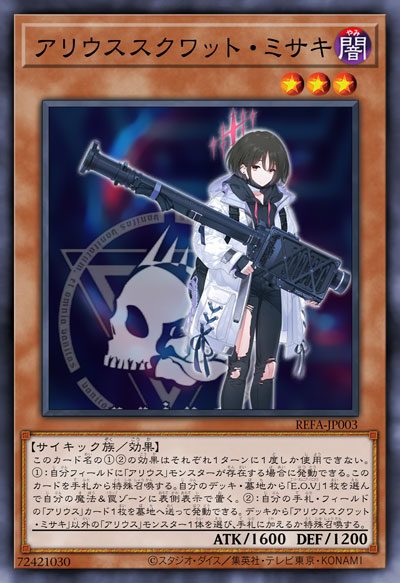 アリウススクワット・ミサキ
闇
やみ
vanitas vanitatum, et omnia vanitas
REFA-JP003
【サイキック族/効果】
このカード名の①②の効果はそれぞれ1ターンに1度しか使用できない。
①:自分フィールドに「アリウス」モンスターが存在する場合に発動できる。このカ
ードを手札から特殊召喚する。自分のデッキ・墓地から「E.O.V」1枚を選ん
で自分の魔法&罠ゾーンに表側表示で置く。②:自分の手札・フィールド
の「アリウス」カード1枚を墓地へ送って発動できる。デッキから「アリウススクワット
・ミサキ」以外の「アリウス」モンスター1体を選び、手札に加えるか特殊召喚する。
ATK/1600 DEF/1200
72421030 ©スタジオ・ダイス/集英社・テレビ東京・KONAMI